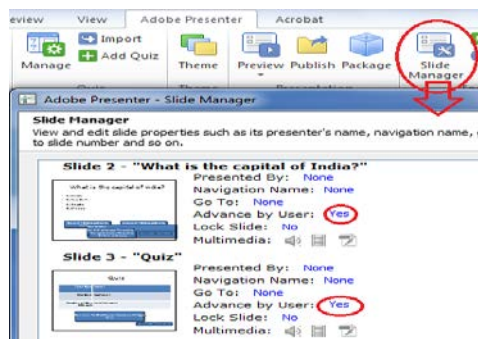 eview View Adobe Presenter Acrobat
Manage Import Add Quiz Theme Preview Publish Package Slide Manager
Quiz Theme Presentation
Adobe Presenter - Slide Manager
Slide Manager
View and edit slide properties such as its presenter's name, navigation name,
to slide number and so on.
Slide 2 - "What is the capital of India?"
What is the capital of India?
Presented By: None
Navigation Name: None
Go To: None
Advance by User: Yes
Lock Slide: No
Multimedia:
Slide 3 - "Quiz"
Quiz
Presented By: None
Navigation Name: None
Go To: None
Advance by User: Yes
Lock Slide: No
Multimedia: